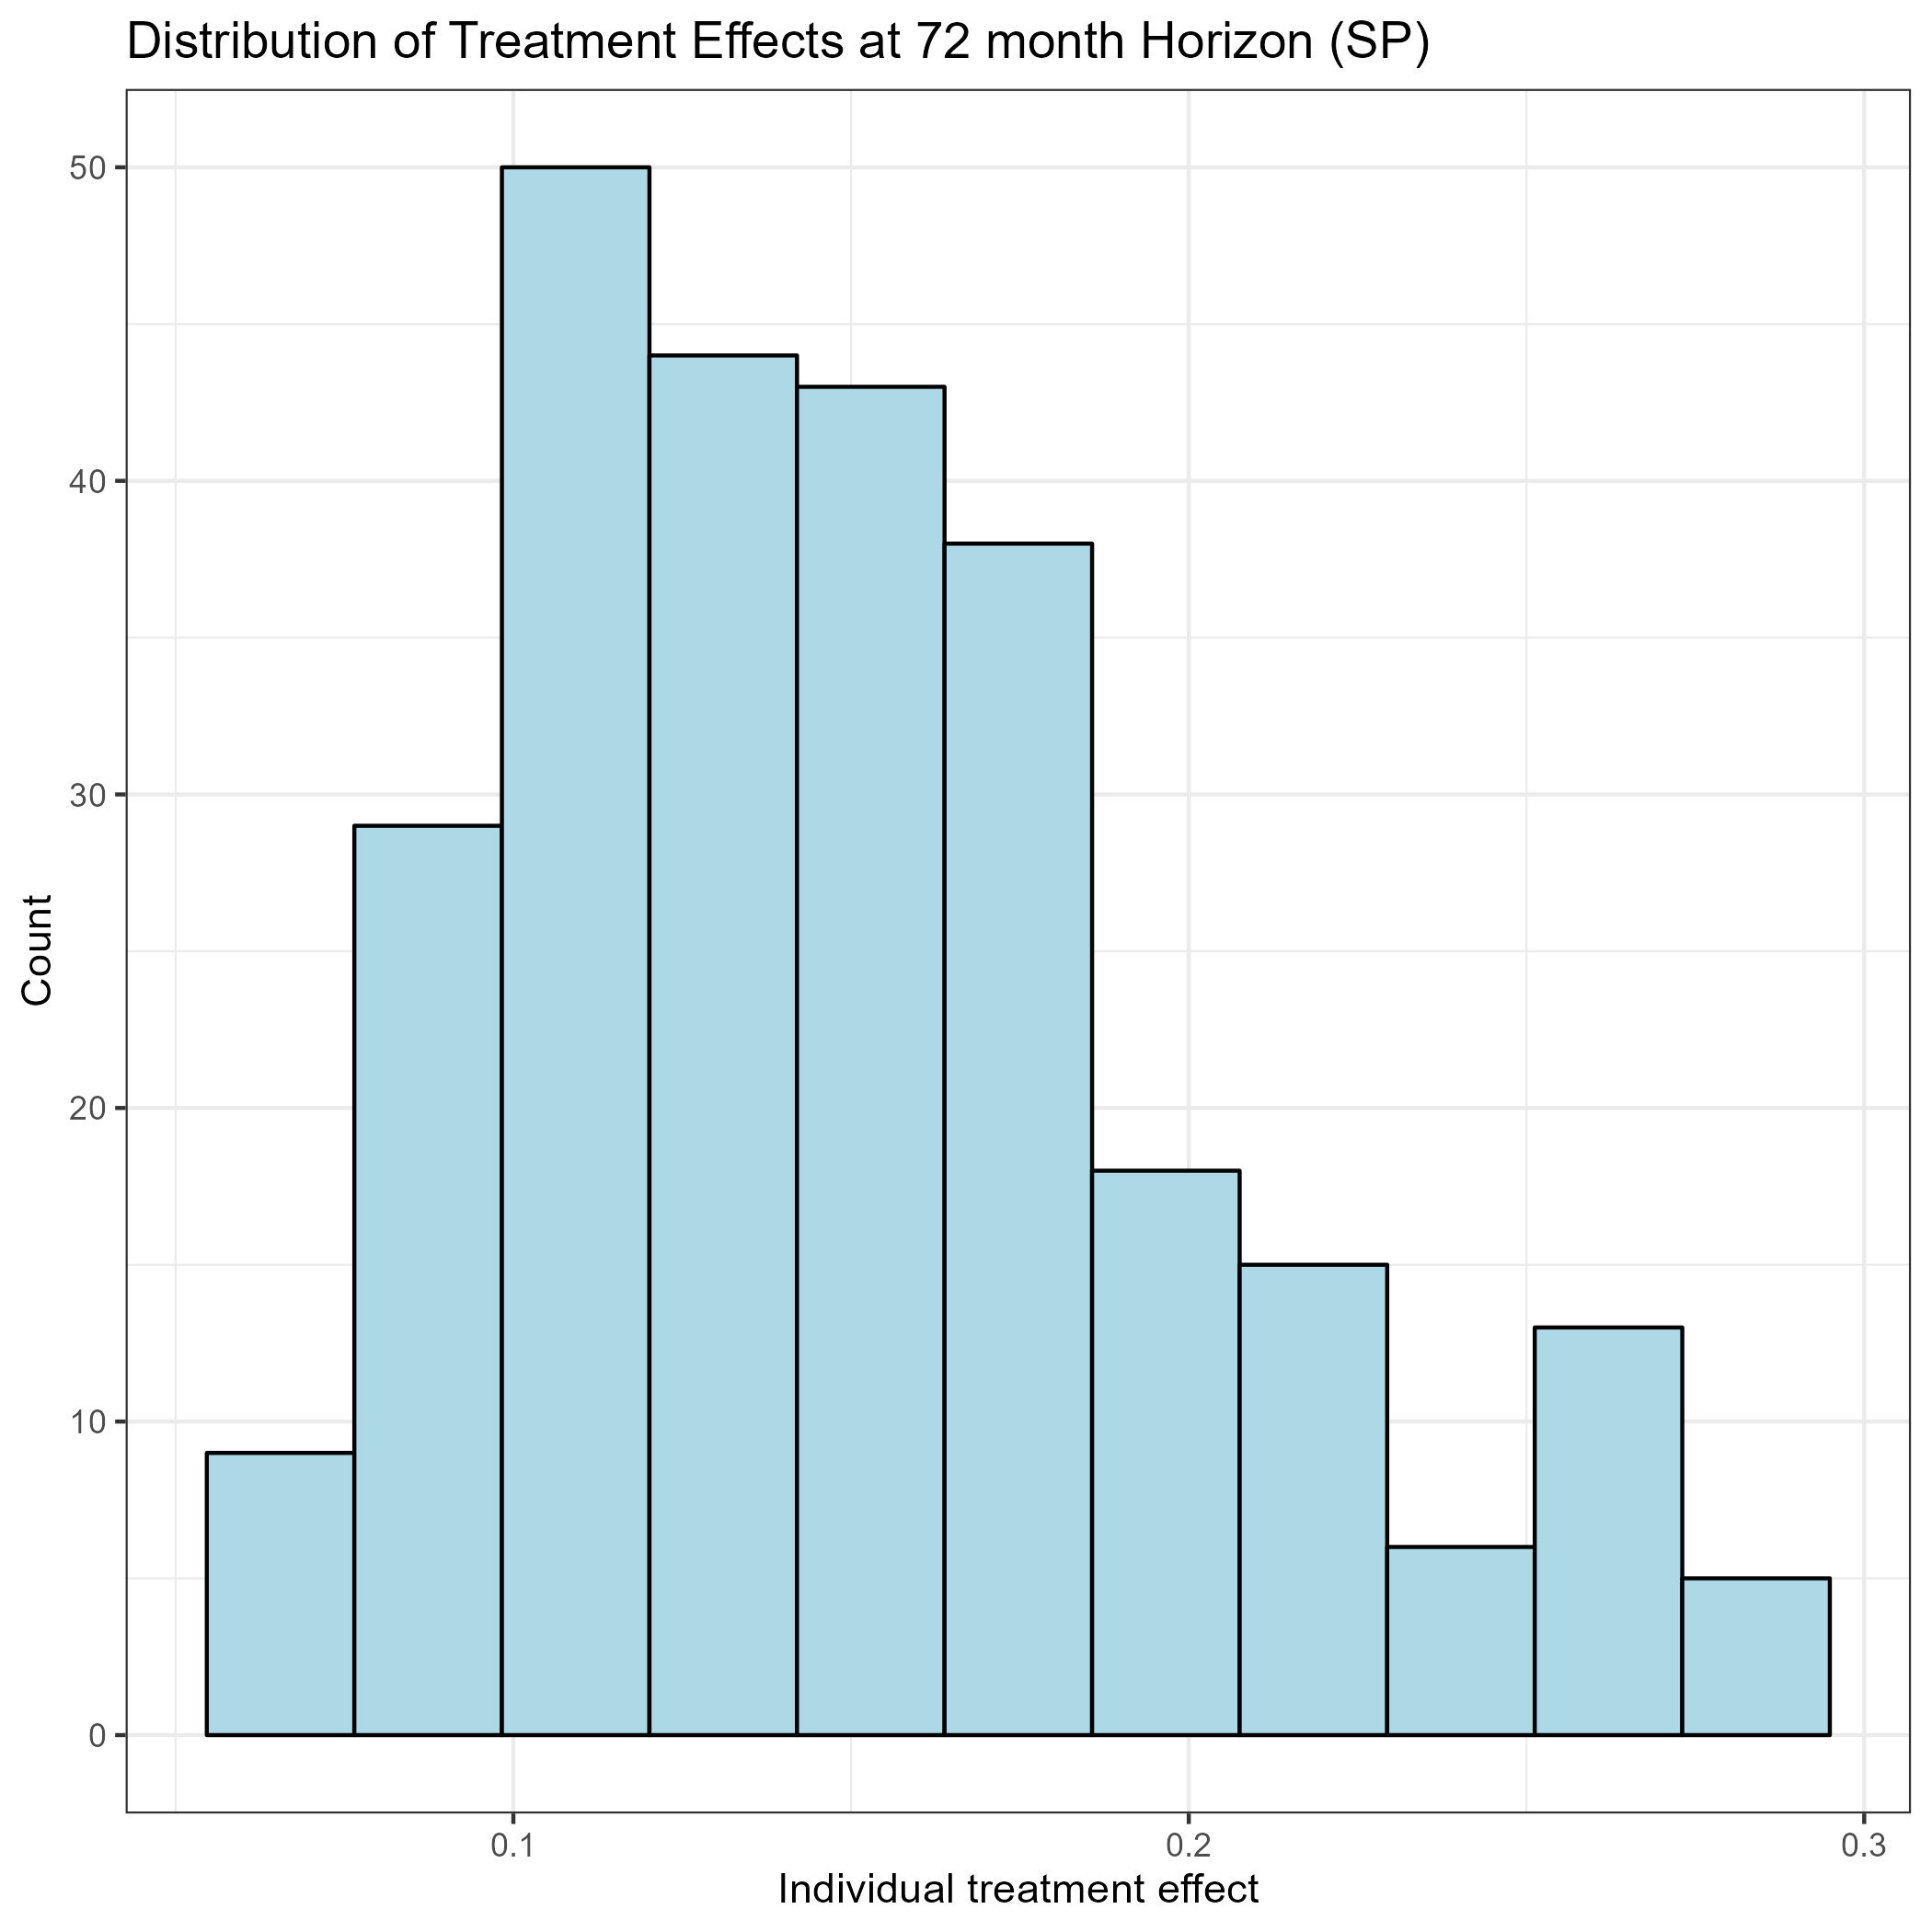 Distribution of Treatment Effects at 72 month Horizon (SP)
50
40
30
20
10
0
Count
0.1 0.2 0.3
Individual treatment effect